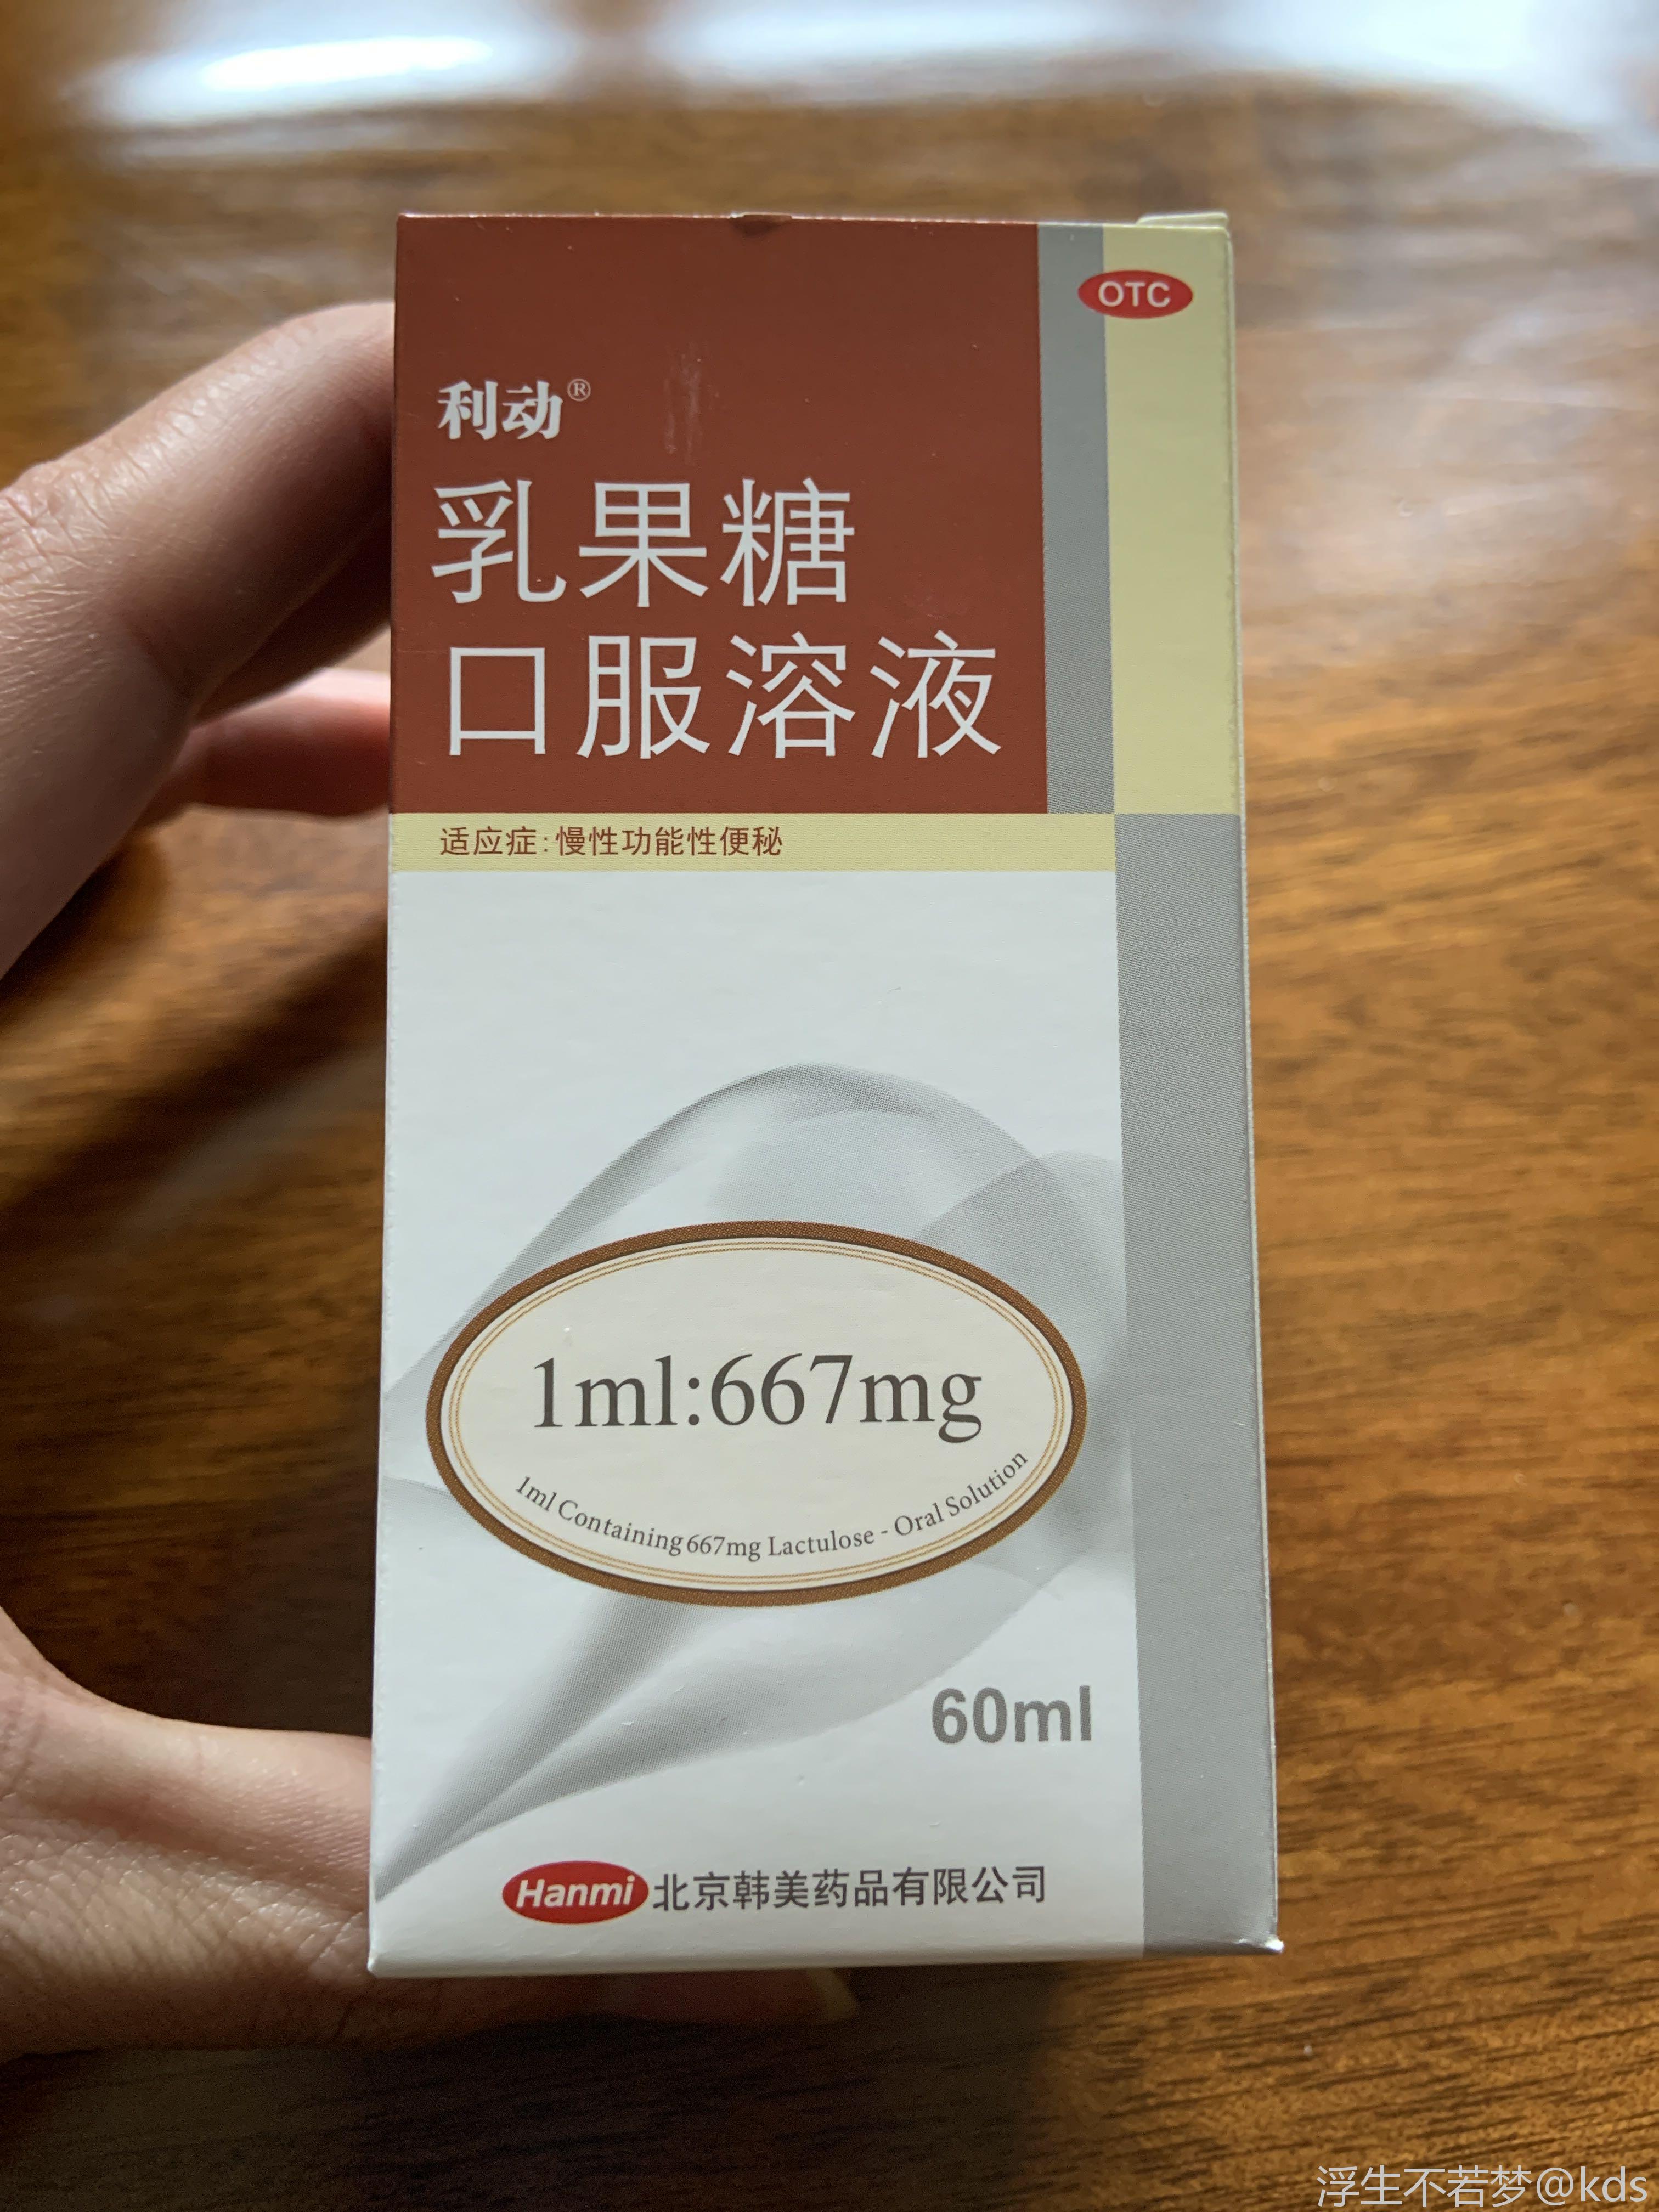 OTC
利动®
乳果糖
口服溶液
适应症:慢性功能性便秘
1ml:667mg
1ml Containing 667mg Lactulose - Oral Solution
60ml
Hanmi 北京韩美药品有限公司
浮生不若梦@kds